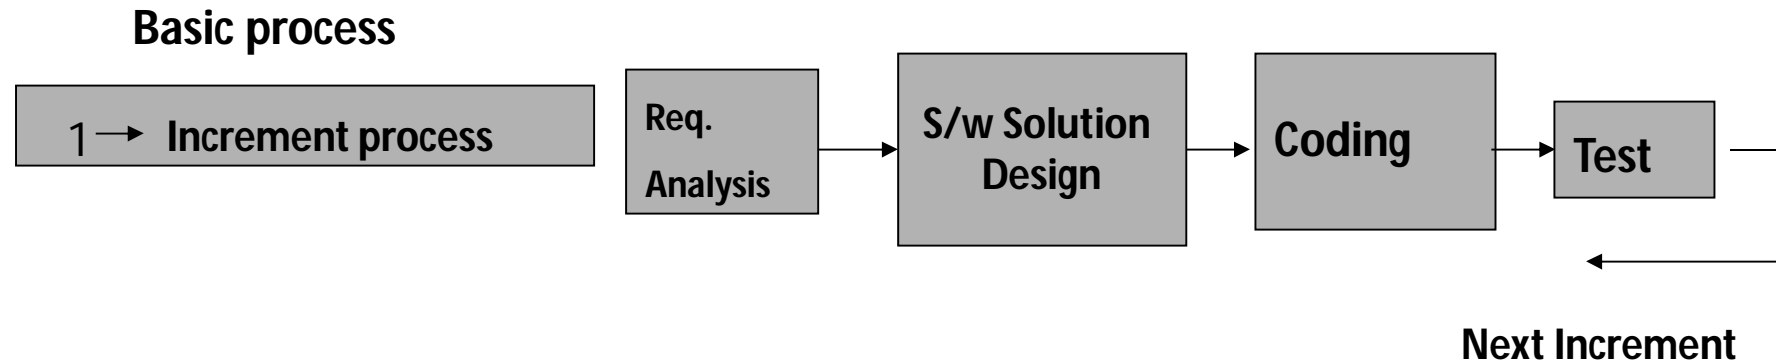 Basic process
1 → Increment process
Req.
Analysis
S/w Solution
Design
Coding
Test
Next Increment